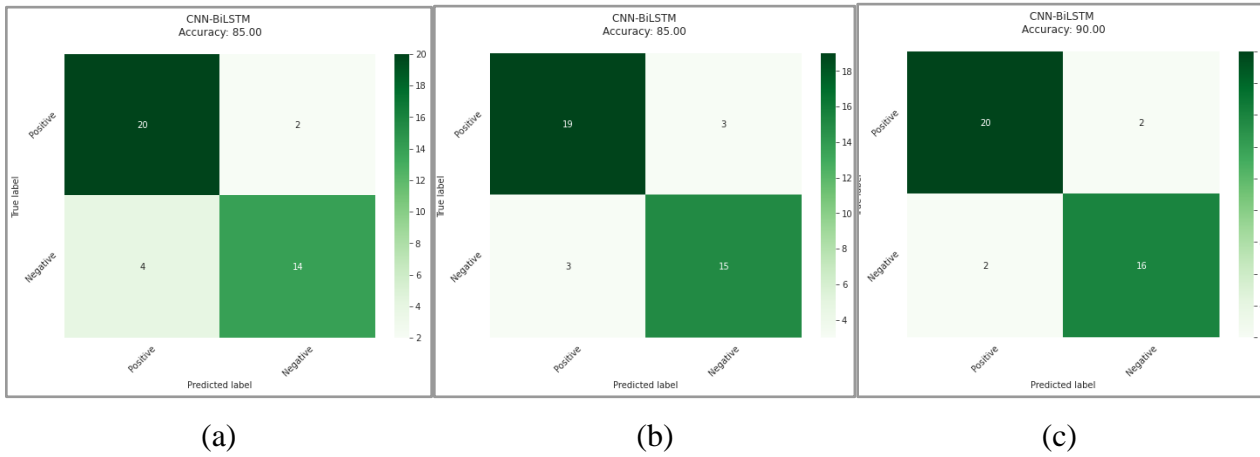 CNN-BiLSTM
Accuracy: 85.00
20
2
4
14
Positive
Negative
True label
Positive
Negative
Predicted label
20
18
16
14
12
10
8
6
4
2
(a)
CNN-BiLSTM
Accuracy: 85.00
19
3
3
15
Positive
Negative
True label
Positive
Negative
Predicted label
18
16
14
12
10
8
6
4
(b)
CNN-BiLSTM
Accuracy: 90.00
20
2
2
16
Positive
Negative
Positive
Negative
Predicted label
(c)